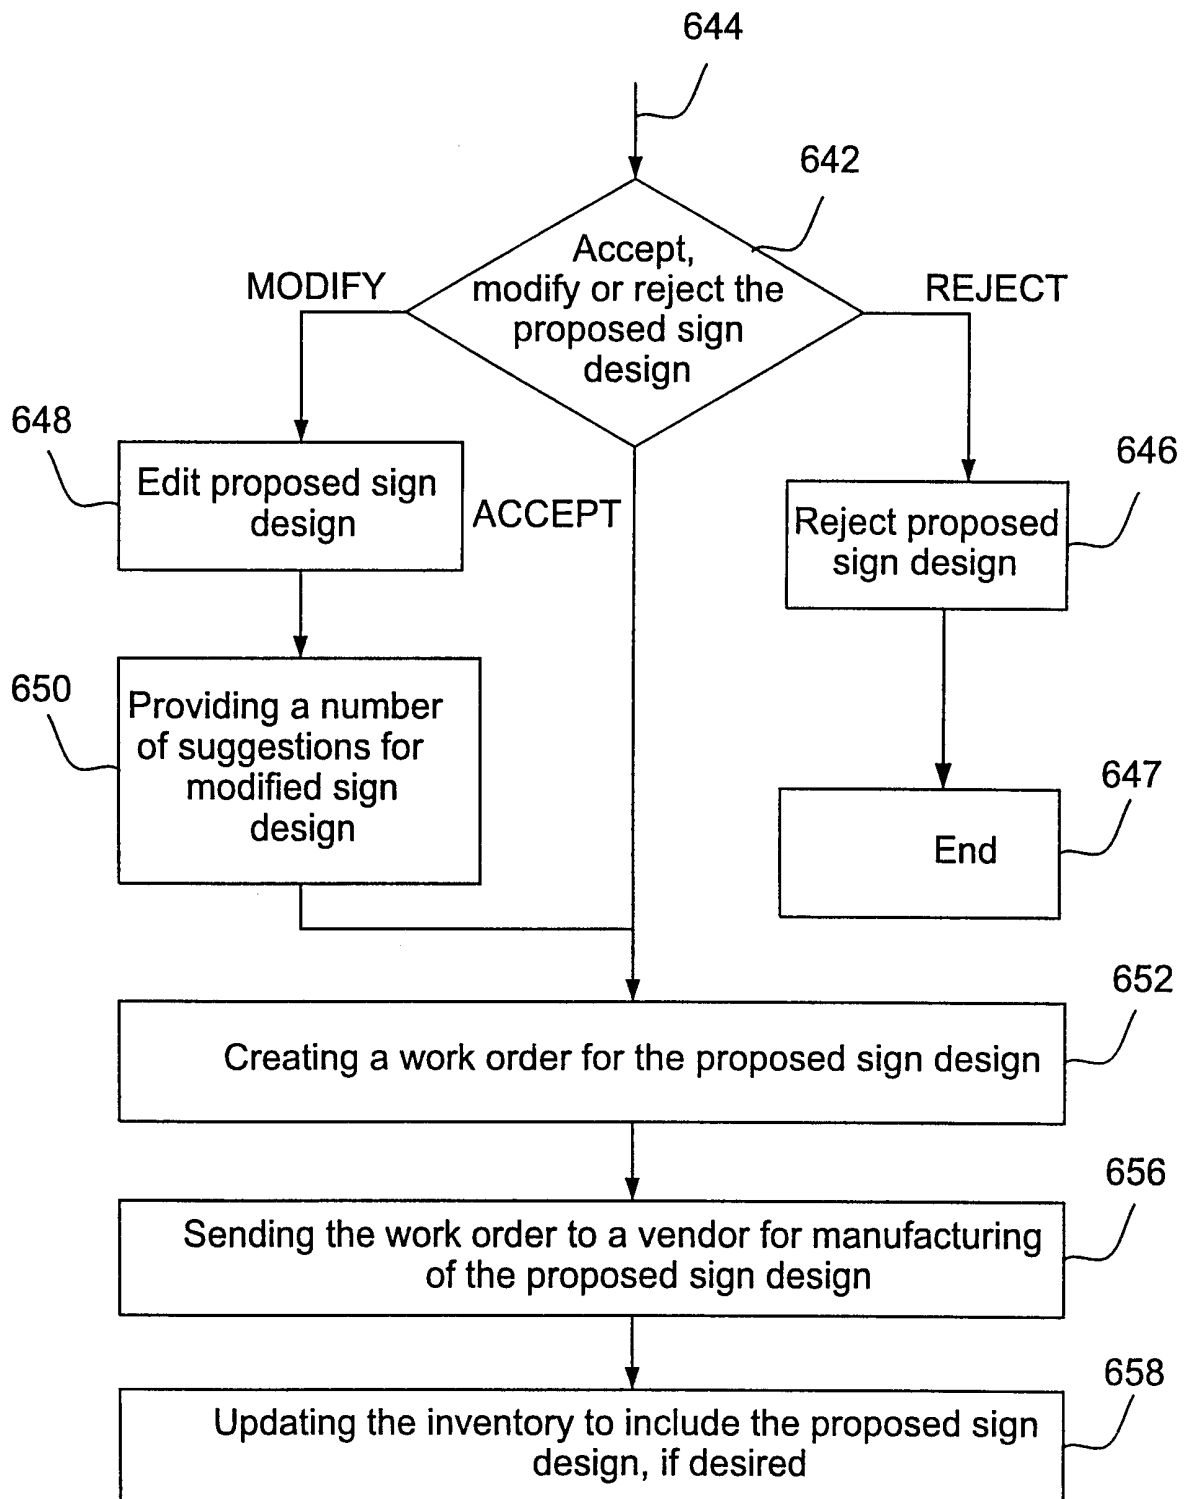 644
642
Accept,
modify or reject the
proposed sign
design
MODIFY
REJECT
648
Edit proposed sign
design
ACCEPT
646
Reject proposed
sign design
650
Providing a number
of suggestions for
modified sign
design
647
End
652
Creating a work order for the proposed sign design
656
Sending the work order to a vendor for manufacturing
of the proposed sign design
658
Updating the inventory to include the proposed sign
design, if desired